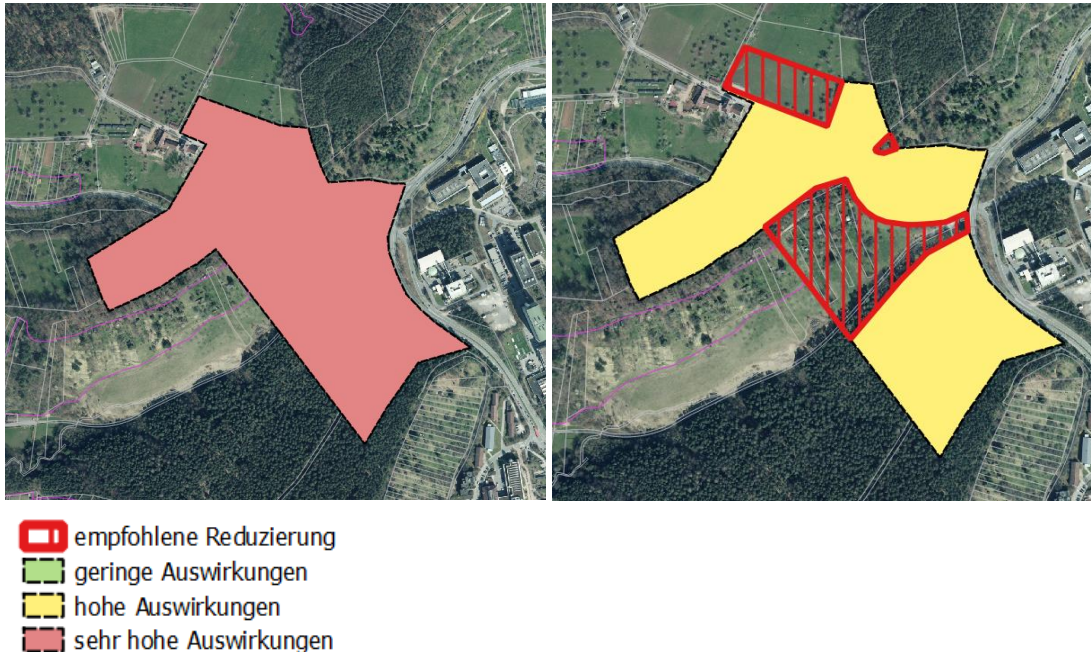 empfohlene Reduzierung
geringe Auswirkungen
hohe Auswirkungen
sehr hohe Auswirkungen